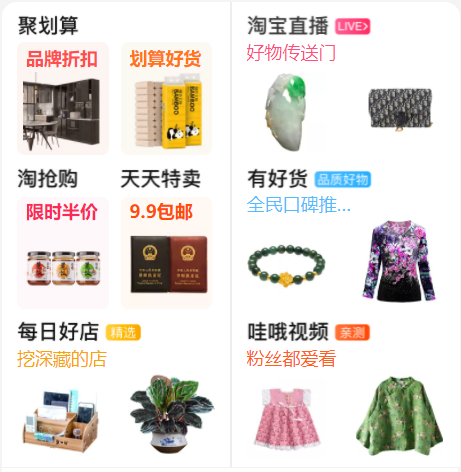 聚划算
品牌折扣
划算好货
BAMBOO
淘宝直播 LIVE
好物传送门
淘抢购
天天特卖
限时半价
9.9包邮
有好货 品质好物
全民口碑推...
每日好店 精选
挖深藏的店
哇哦视频 亲测
粉丝都爱看